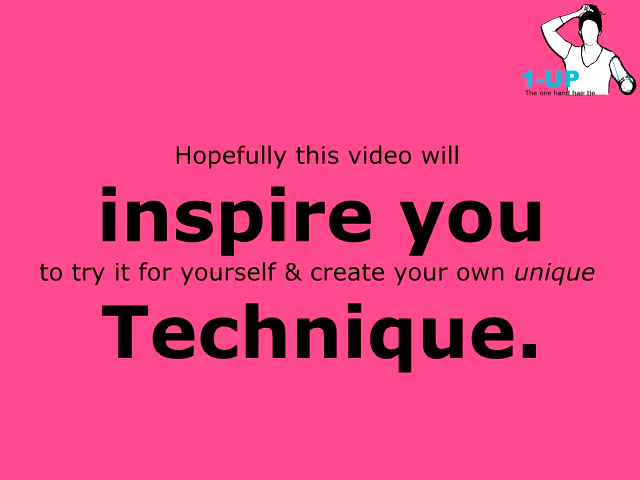 1-UP
The one hand hair tie
Hopefully this video will
inspire you
to try it for yourself & create your own unique
Technique.